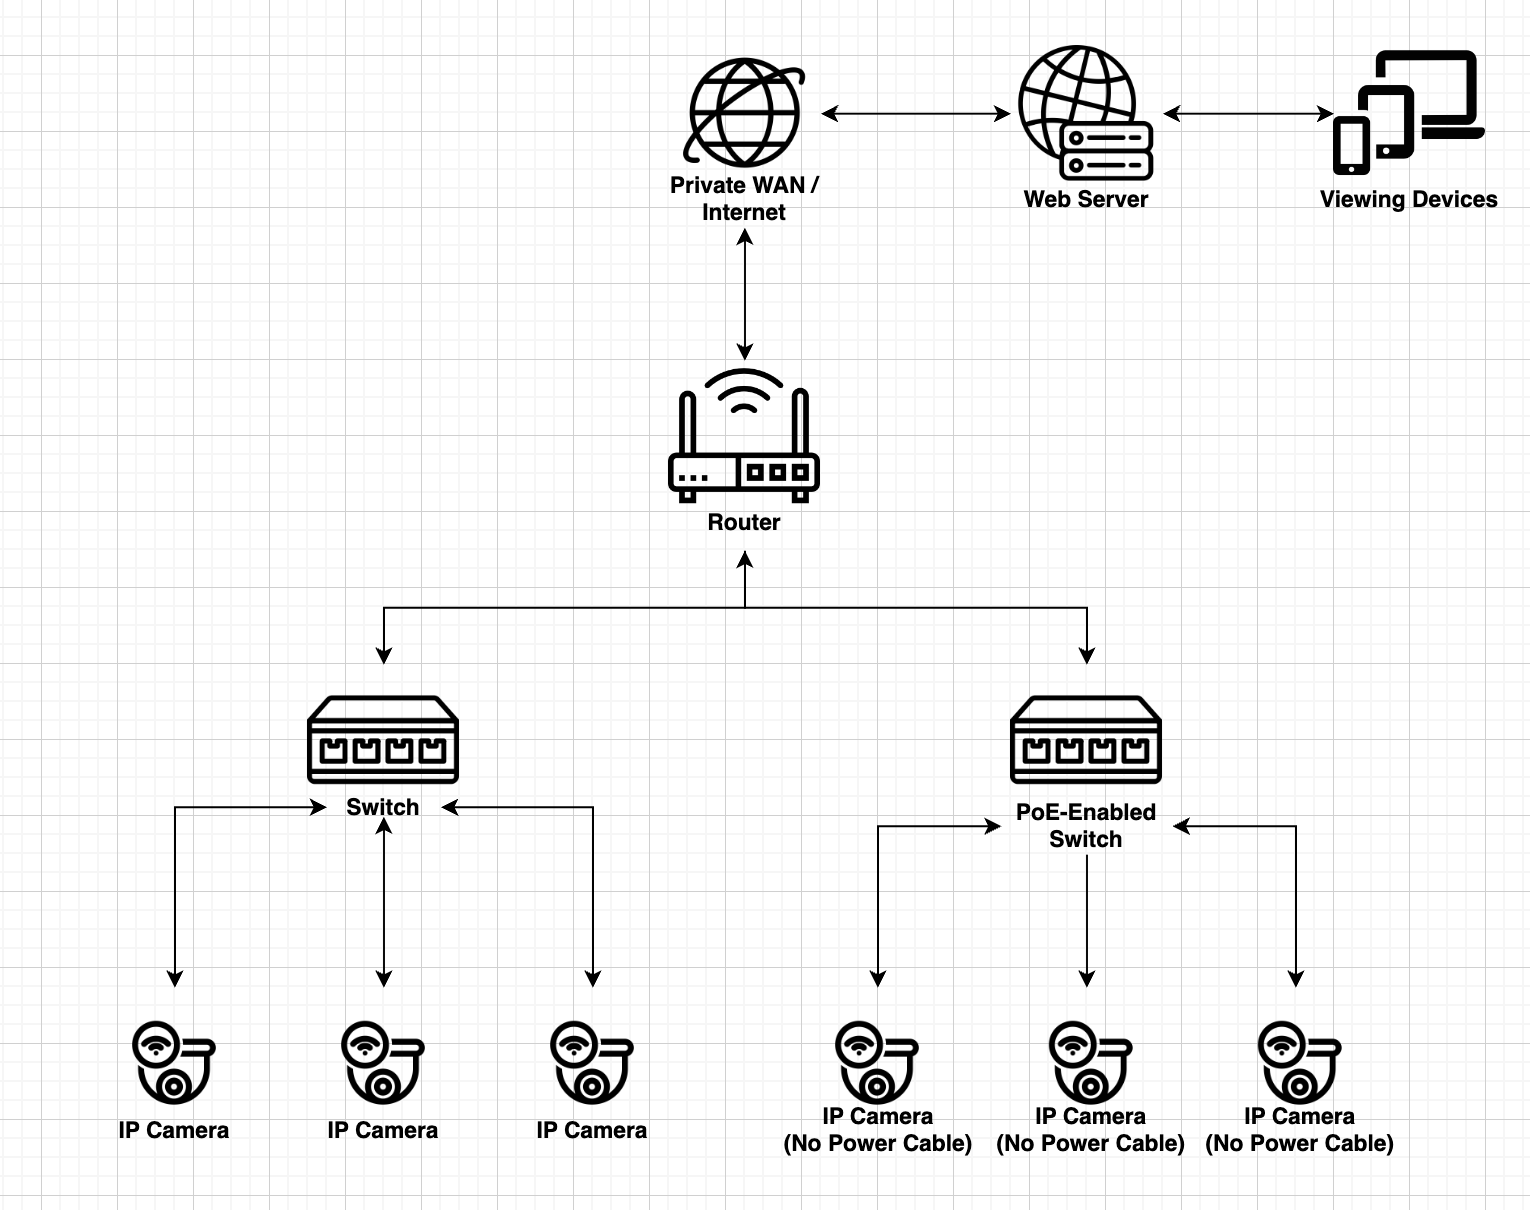 Private WAN /
Internet
Web Server
Viewing Devices
Router
Switch
PoE-Enabled
Switch
IP Camera
IP Camera
IP Camera
IP Camera
(No Power Cable)
IP Camera
(No Power Cable)
IP Camera
(No Power Cable)